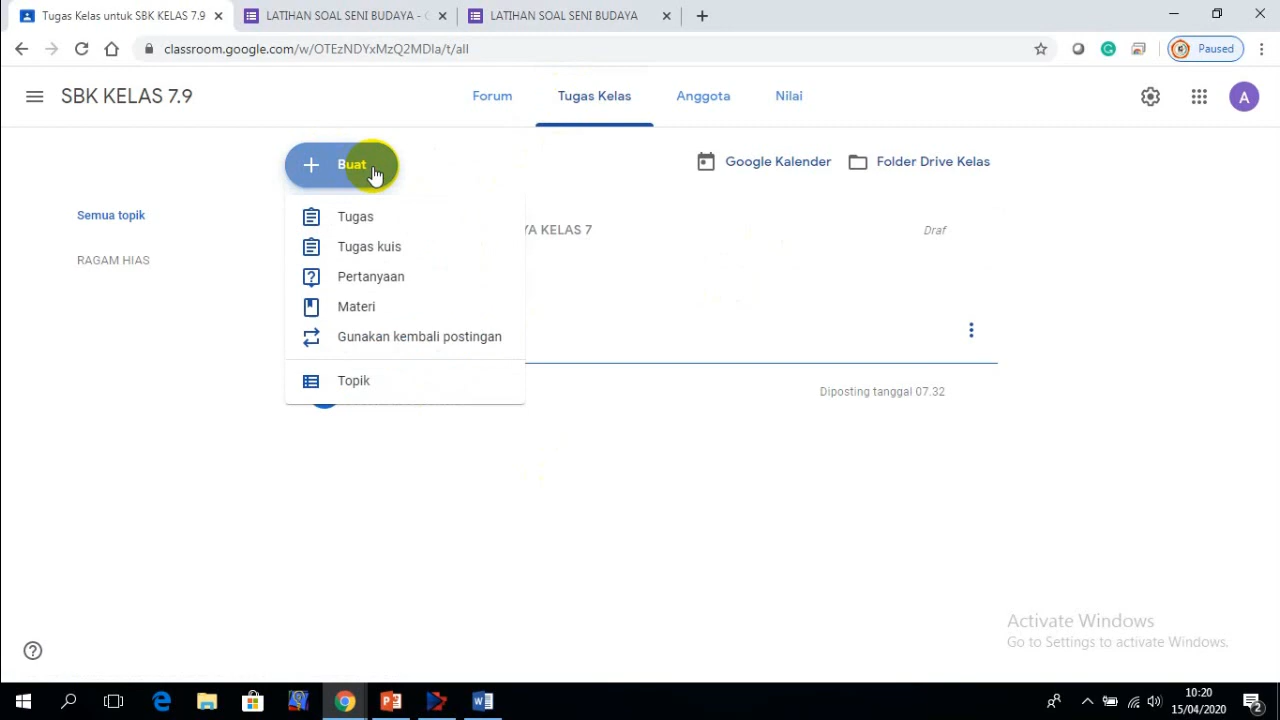 Tugas Kelas untuk SBK KELAS 7.9
LATIHAN SOAL SENI BUDAYA -
LATIHAN SOAL SENI BUDAYA
classroom.google.com/w/OTEzNDYxMzQ2MDIa/t/all
Paused
SBK KELAS 7.9
Forum
Tugas Kelas
Anggota
Nilai
A
Buat
Google Kalender
Folder Drive Kelas
Semua topik
RAGAM HIAS
Tugas
Tugas kuis
Pertanyaan
Materi
Gunakan kembali postingan
Topik
YA KELAS 7
Draf
Diposting tanggal 07.32
Activate Windows
Go to Settings to activate Windows.
10:20
15/04/2020
2